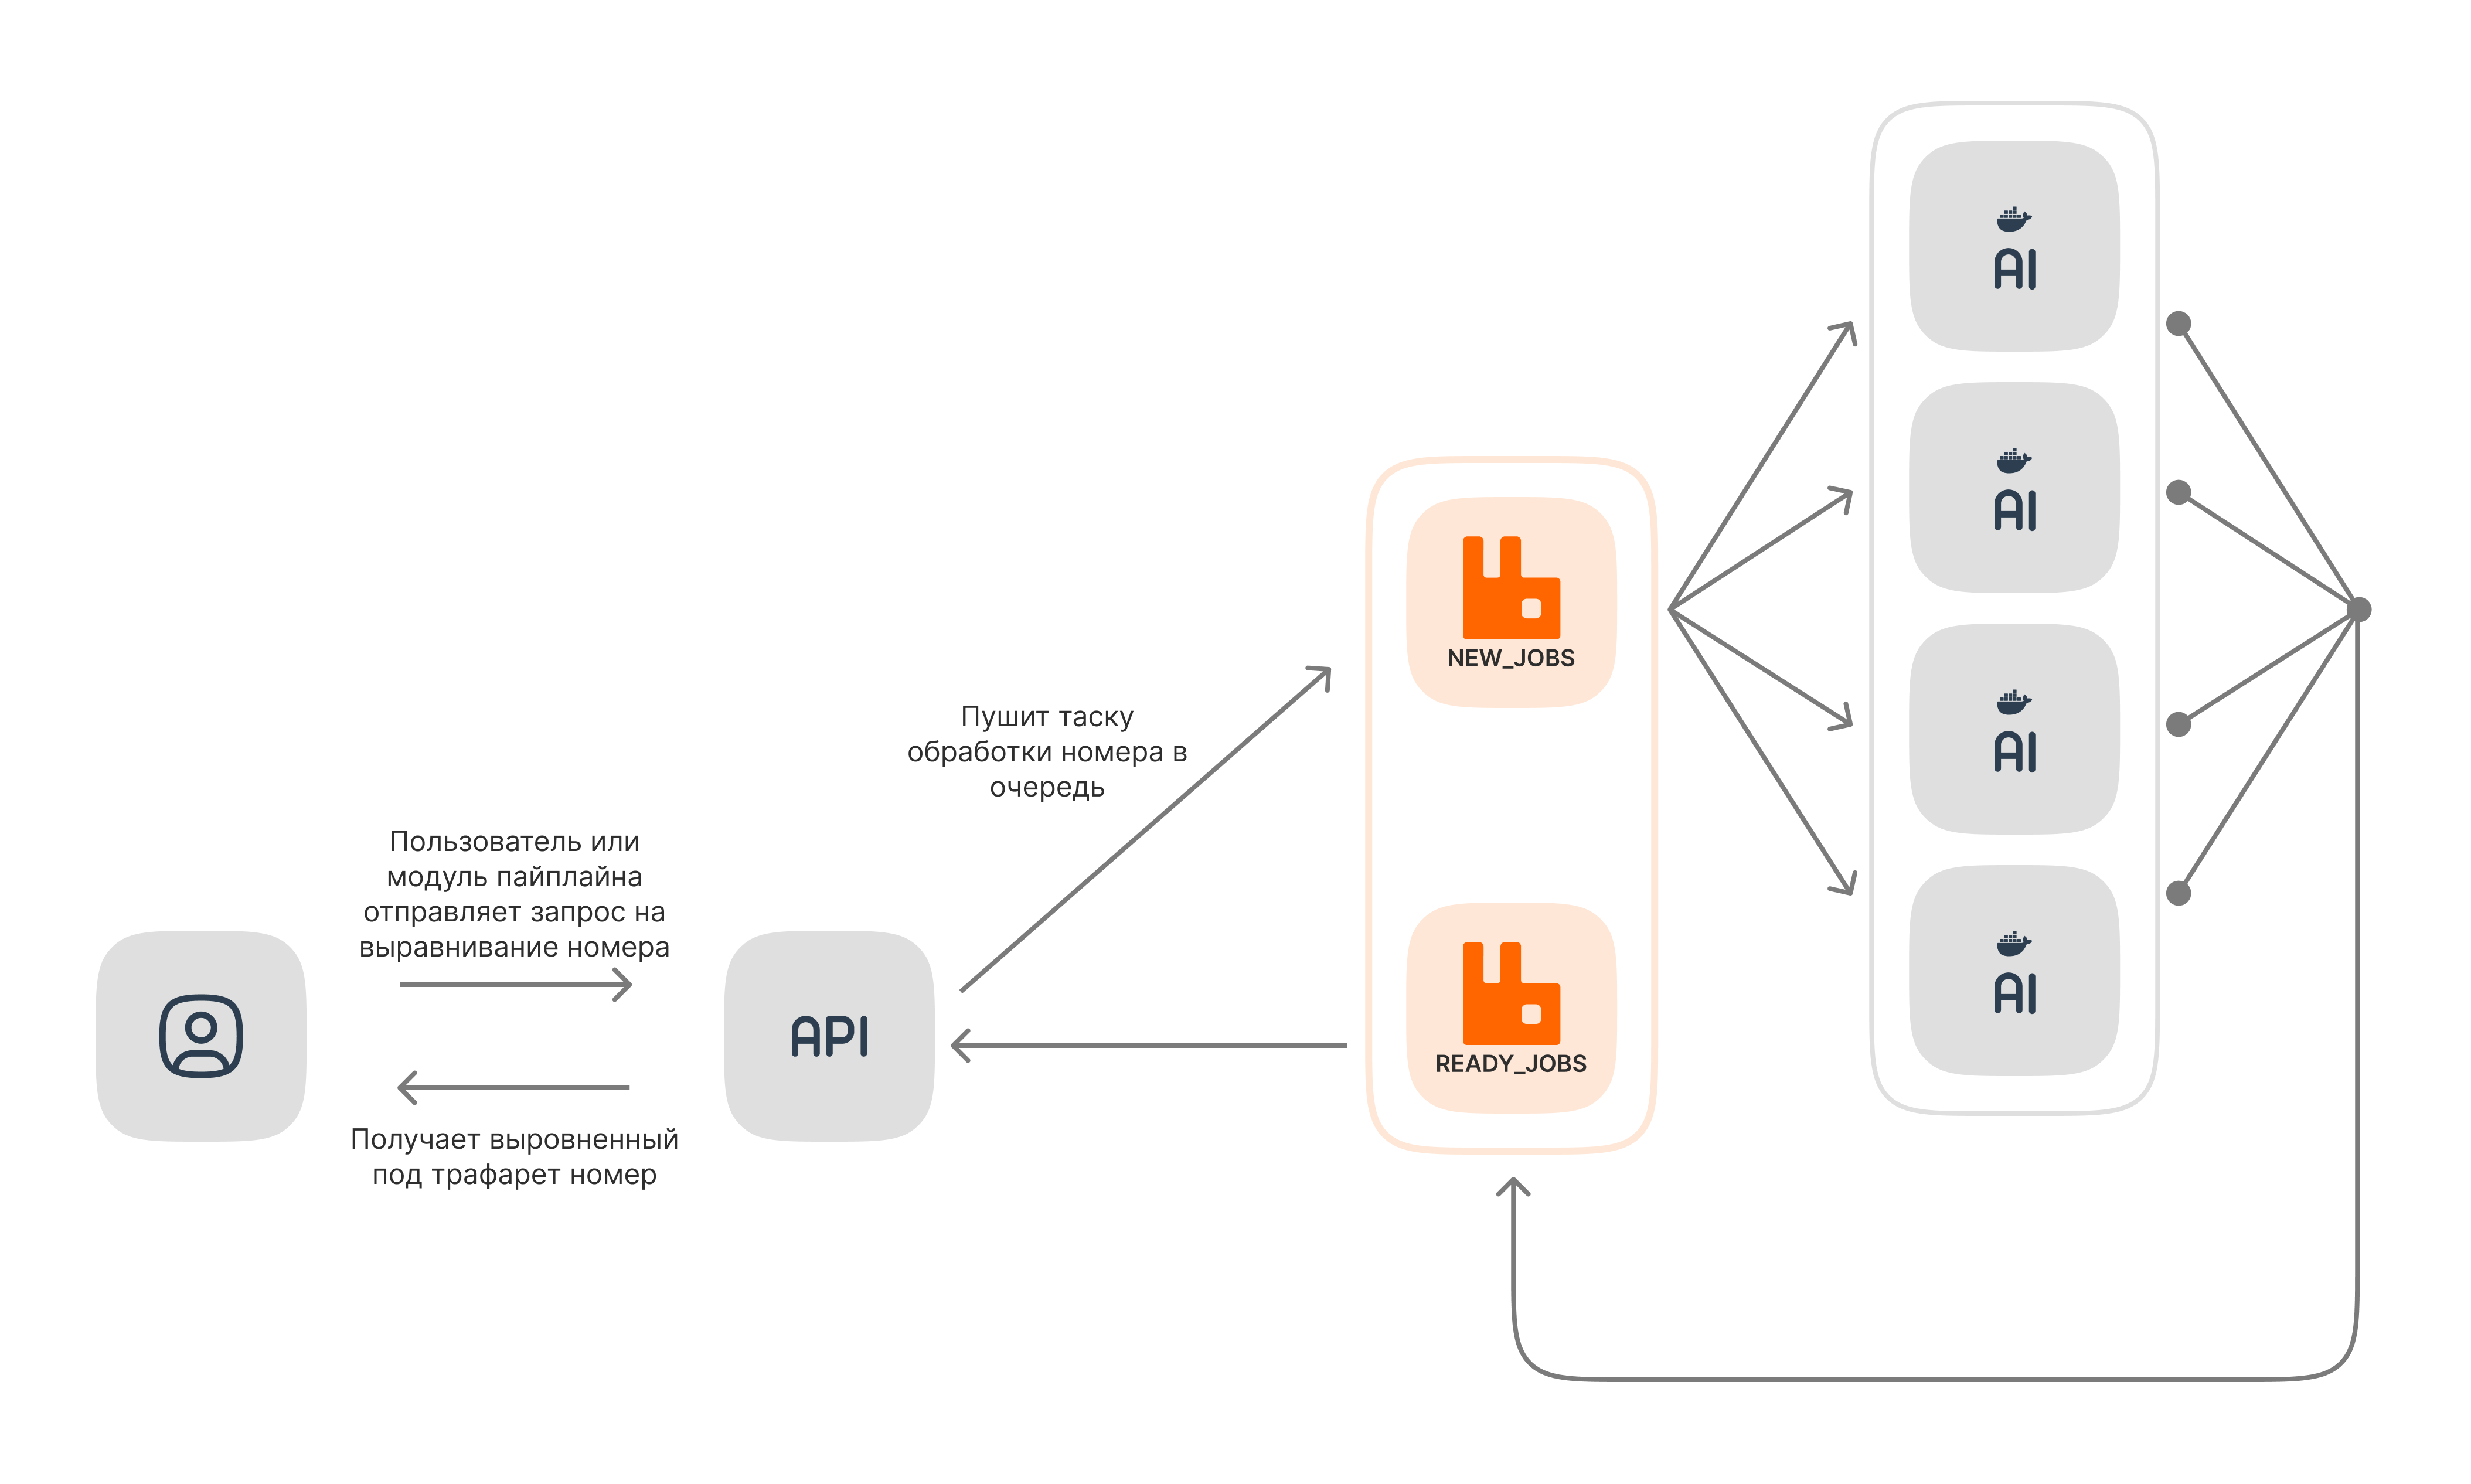 Пользователь или
модуль пайплайна
отправляет запрос на
выравнивание номера
Получает выровненный
под трафарет номер
API
Пушит таску
обработки номера в
очередь
NEW_JOBS
READY_JOBS
AI
AI
AI
AI